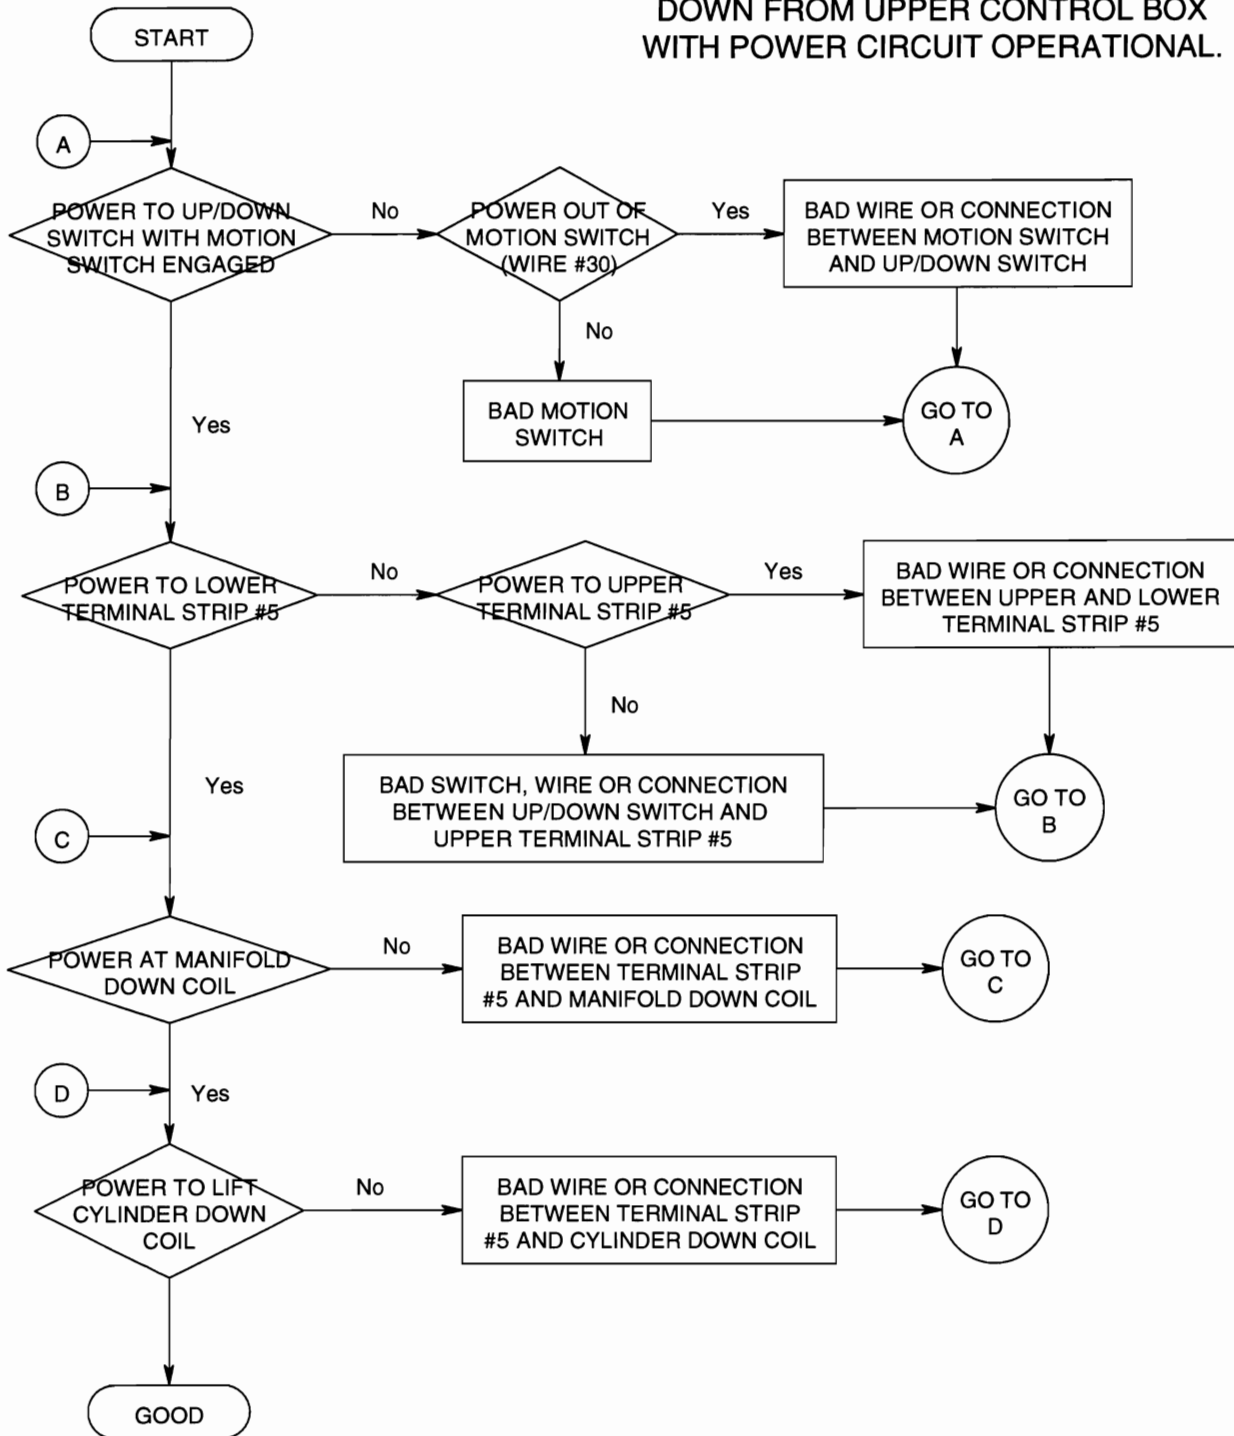 DOWN FROM UPPER CONTROL BOX
WITH POWER CIRCUIT OPERATIONAL.
START
A
POWER TO UP/DOWN
SWITCH WITH MOTION
SWITCH ENGAGED
No
POWER OUT OF
MOTION SWITCH
(WIRE #30)
Yes
BAD WIRE OR CONNECTION
BETWEEN MOTION SWITCH
AND UP/DOWN SWITCH
No
BAD MOTION
SWITCH
GO TO
A
Yes
B
POWER TO LOWER
TERMINAL STRIP #5
No
POWER TO UPPER
TERMINAL STRIP #5
Yes
BAD WIRE OR CONNECTION
BETWEEN UPPER AND LOWER
TERMINAL STRIP #5
No
BAD SWITCH, WIRE OR CONNECTION
BETWEEN UP/DOWN SWITCH AND
UPPER TERMINAL STRIP #5
GO TO
B
Yes
C
POWER AT MANIFOLD
DOWN COIL
No
BAD WIRE OR CONNECTION
BETWEEN TERMINAL STRIP
#5 AND MANIFOLD DOWN COIL
GO TO
C
D
Yes
POWER TO LIFT
CYLINDER DOWN
COIL
No
BAD WIRE OR CONNECTION
BETWEEN TERMINAL STRIP
#5 AND CYLINDER DOWN COIL
GO TO
D
GOOD